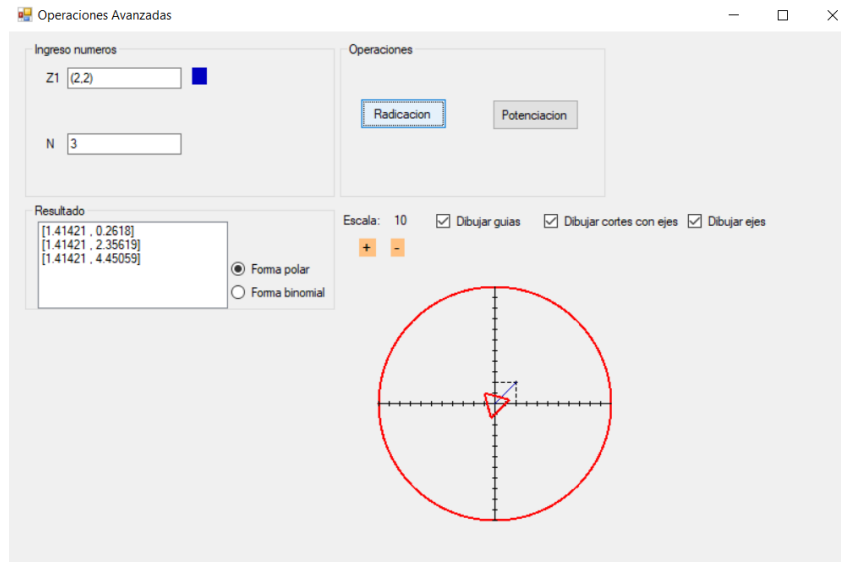 Operaciones Avanzadas
Ingreso numeros
Z1 (2,2)
N 3
Operaciones
Radicacion Potenciacion
Resultado
[1.41421 , 0.2618]
[1.41421 , 2.35619]
[1.41421 , 4.45059]
Forma polar
Forma binomial
Escala: 10 Dibujar guias Dibujar cortes con ejes Dibujar ejes
+ -